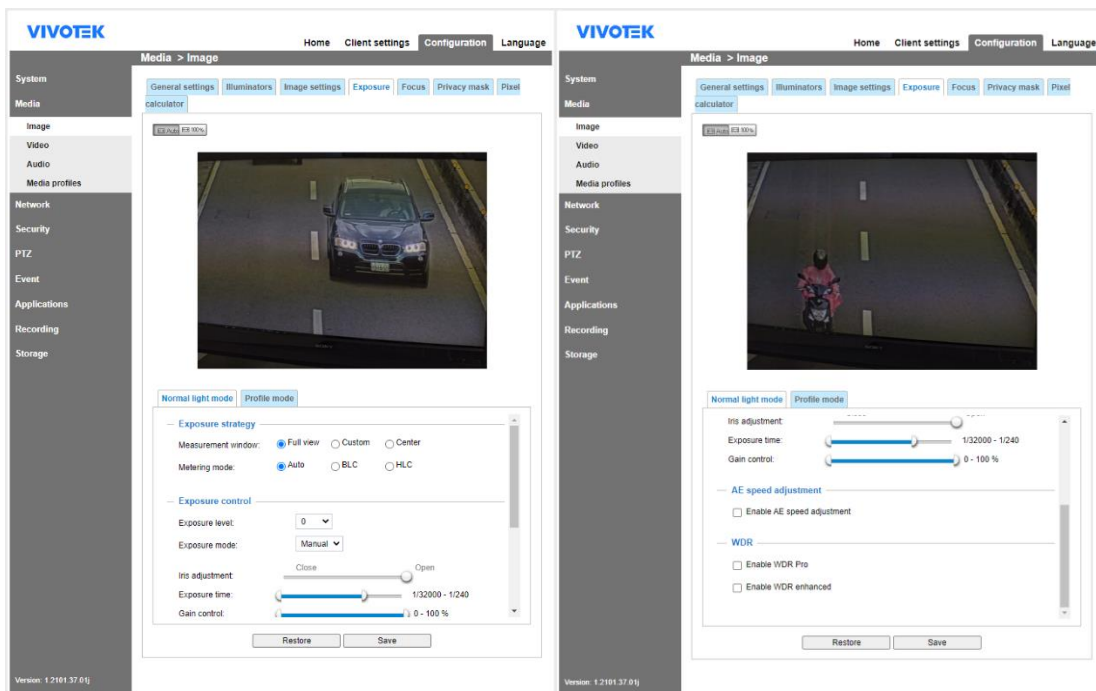 VIVOTEK
Home Client settings Configuration Language
Media > Image
System
Media
Image
Video
Audio
Media profiles
Network
Security
PTZ
Event
Applications
Recording
Storage
Version: 1.2101.37.01j
General settings Illuminators Image settings Exposure Focus Privacy mask Pixel
calculator
Auto 100%
Normal light mode Profile mode
Exposure strategy
Measurement window: Full view Custom Center
Metering mode: Auto BLC HLC
Exposure control
Exposure level: 0
Exposure mode: Manual
Close Open
Iris adjustment:
Exposure time: 1/32000 - 1/240
Gain control: 0 - 100 %
Restore Save
VIVOTEK
Home Client settings Configuration Language
Media > Image
System
Media
Image
Video
Audio
Media profiles
Network
Security
PTZ
Event
Applications
Recording
Storage
Version: 1.2101.37.01j
General settings Illuminators Image settings Exposure Focus Privacy mask Pixel
calculator
Auto 100%
Normal light mode Profile mode
Close Open
Iris adjustment:
Exposure time: 1/32000 - 1/240
Gain control: 0 - 100 %
AE speed adjustment
Enable AE speed adjustment
WDR
Enable WDR Pro
Enable WDR enhanced
Restore Save